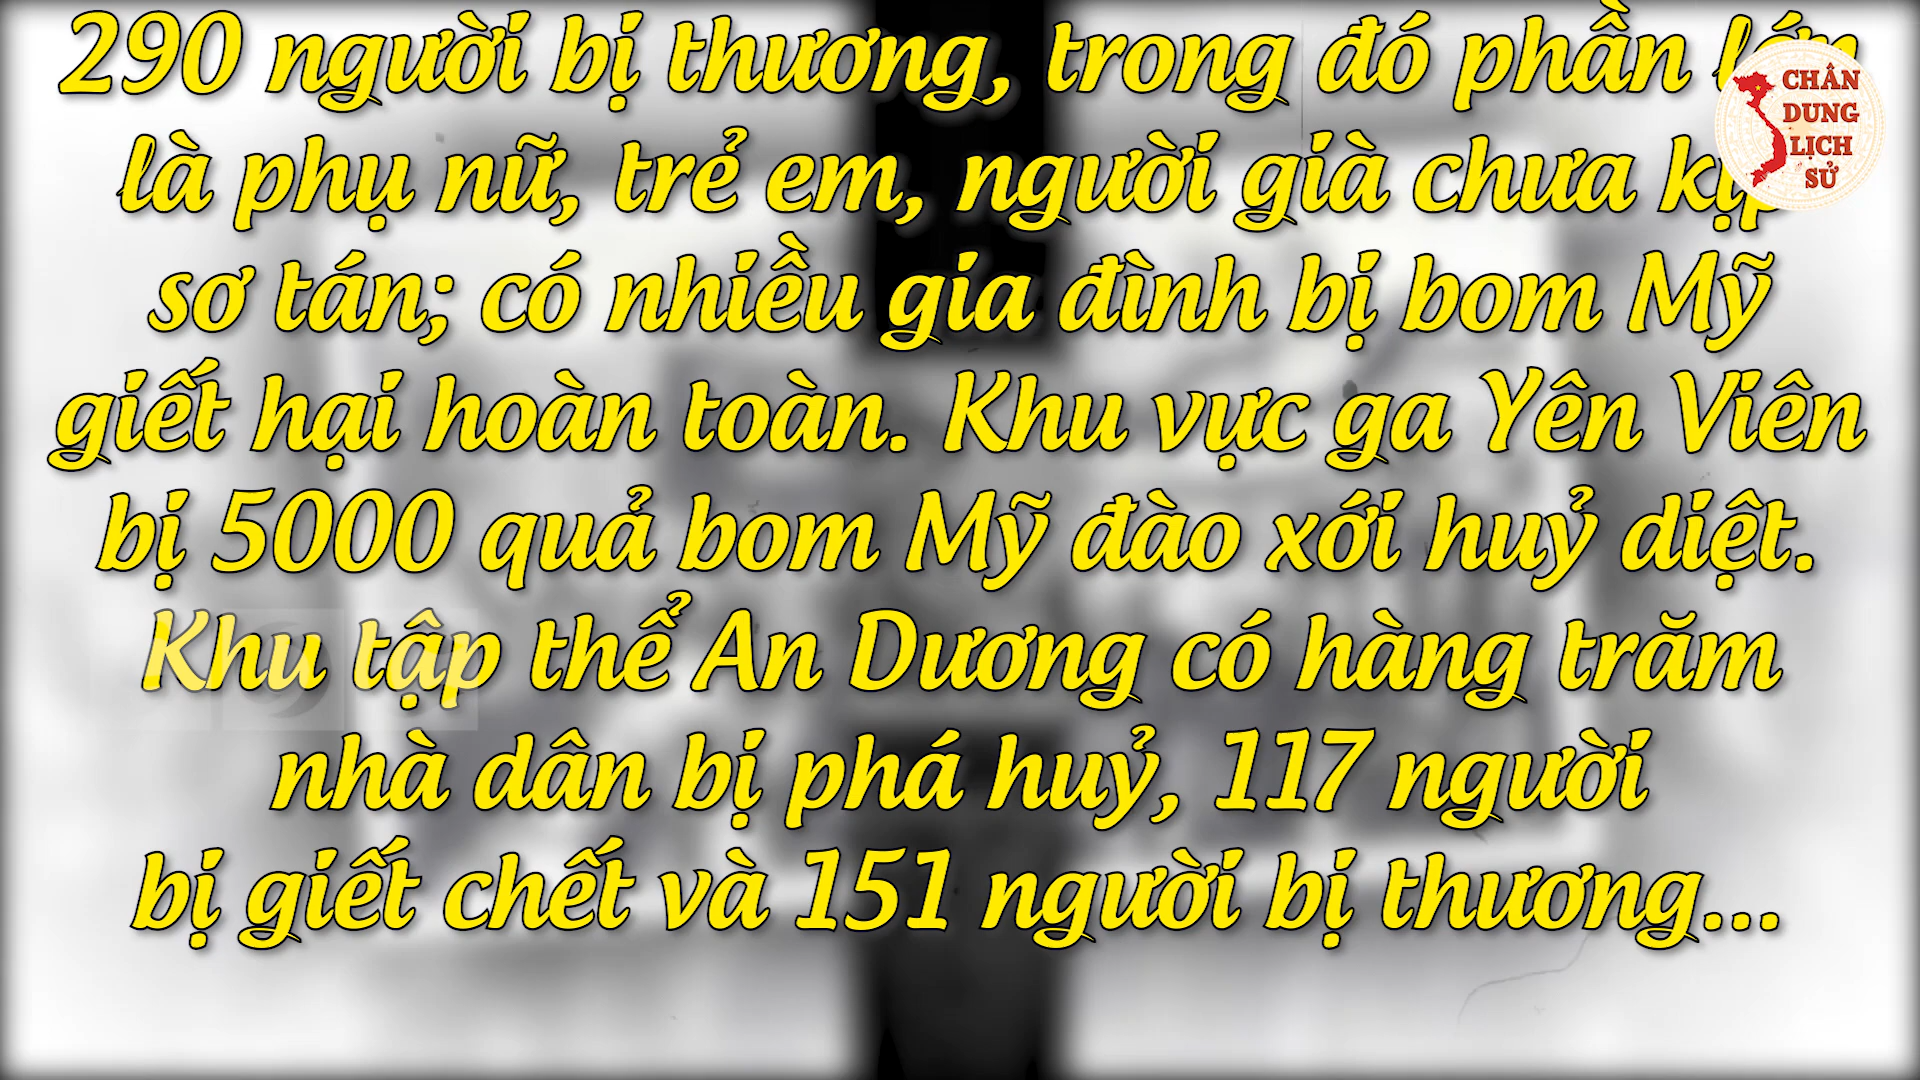 290 người bị thương, trong đó phần lớn
là phụ nữ, trẻ em, người già chưa kịp
sơ tán; có nhiều gia đình bị bom Mỹ
giết hại hoàn toàn. Khu vực ga Yên Viên
bị 5000 quả bom Mỹ đào xới huỷ diệt.
Khu tập thể An Dương có hàng trăm
nhà dân bị phá huỷ, 117 người
bị giết chết và 151 người bị thương...
CHÂN
DUNG
LỊCH
SỬ